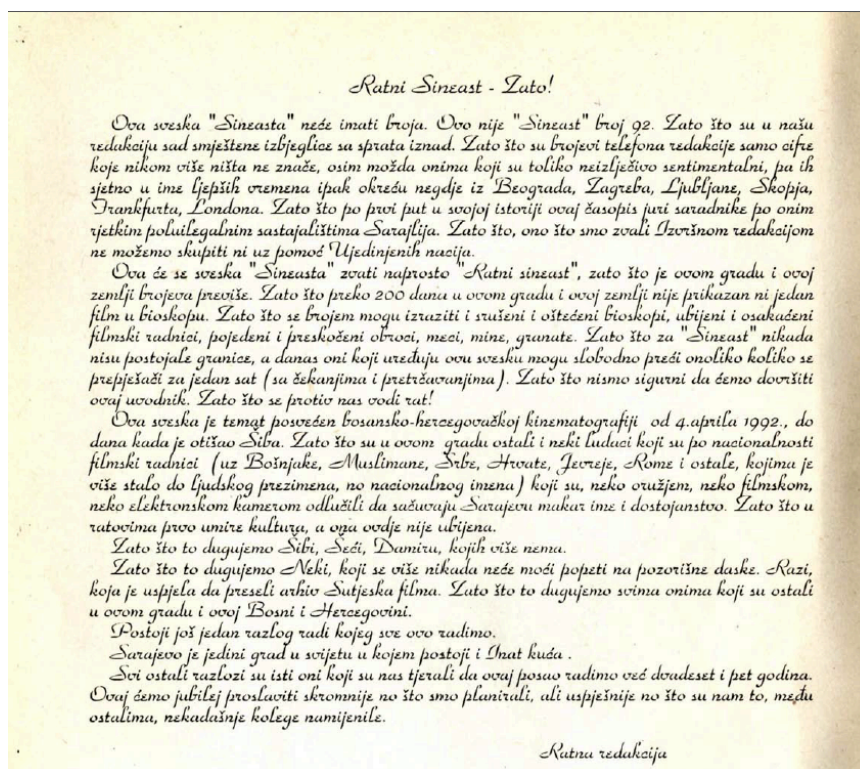 Ratni Sineast - Zato!
Ova sveska "Sineasta" neće imati broja. Ovo nije "Sineast" broj 92. Zato što su u našu
redakciju sad smještene izbjeglice sa sprata iznad. Zato što su brojevi telefona redakcije samo cifre
koje nikom više ništa ne znače, osim možda onima koji su toliko neizlječivo sentimentalni, pa ih
sjetno u ime ljepših vremena ipak okreću negdje iz Beograda, Zagreba, Ljubljane, Skopja,
Frankfurta, Londona. Zato što po prvi put u svojoj istoriji ovaj časopis juri saradnike po onim
rjetkim poluilegalnim sastajalištima Sarajlija. Zato što, ono što smo zvali Izvršnom redakcijom
ne možemo skupiti ni uz pomoć Ujedinjenih nacija.
Ova će se sveska "Sineasta" zvati naprosto "Ratni sineast", zato što je ovom gradu i ovoj
zemlji brojeva previše. Zato što preko 200 dana u ovom gradu i ovoj zemlji nije prikazan ni jedan
film u bioskopu. Zato što se brojem mogu izraziti i srušeni i oštećeni bioskopi, ubijeni i osakaćeni
filmski radnici, pojedeni i preskočeni obroci, meci, mine, granate. Zato što za "Sineast" nikada
nisu postojale granice, a danas oni koji uređuju ovu svesku mogu slobodno preći onoliko koliko se
prepješači za jedan sat (sa čekanjima i pretrčavanjima). Zato što nismo sigurni da ćemo dovršiti
ovaj uvodnik. Zato što se protiv nas vodi rat!
Ova sveska je temat posvećen bosansko-hercegovačkoj kinematografiji od 4.aprila 1992., do
dana kada je otišao Šiba. Zato što su u ovom gradu ostali i neki ludaci koji su po nacionalnosti
filmski radnici (uz Bošnjake, Muslimane, Srbe, Hrvate, Jevreje, Rome i ostale, kojima je
više stalo do ljudskog prezimena, no nacionalnog imena) koji su, neko oružjem, neko filmskom,
neko elektronskom kamerom odlučili da sačuvaju Sarajevu makar ime i dostojanstvo. Zato što u
ratovima prvo umire kultura, a ona ovdje nije ubijena.
Zato što to dugujemo Šibi, Šeći, Damiru, kojih više nema.
Zato što to dugujemo Neki, koji se više nikada neće moći popeti na pozorišne daske. Razi,
koja je uspjela da preseli arhiv Sutjeska filma. Zato što to dugujemo svima onima koji su ostali
u ovom gradu i ovoj Bosni i Hercegovini.
Postoji još jedan razlog radi kojeg sve ovo radimo.
Sarajevo je jedini grad u svijetu u kojem postoji i Inat kuća .
Svi ostali razlozi su isti oni koji su nas tjerali da ovaj posao radimo već dvadeset i pet godina.
Ovaj ćemo jubilej proslaviti skromnije no što smo planirali, ali uspješnije no što su nam to, među
ostalima, nekadašnje kolege namijenile.
Ratna redakcija